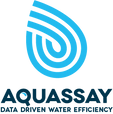 AQUASSAY
DATA DRIVEN WATER EFFICIENCY